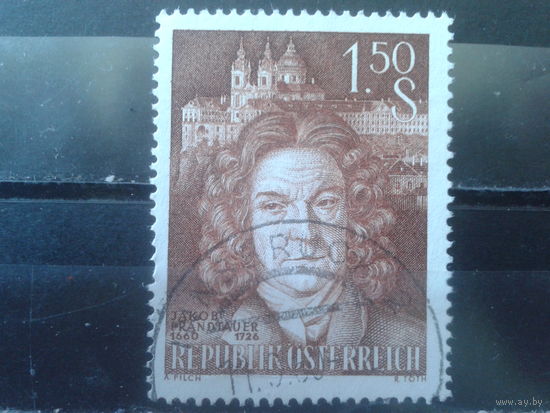 1.50
S
JAKOB
PRANDTAUER
1660 1726
REPUBLIK ÖSTERREICH
A. PILCH R. TOTH
www.ay.by